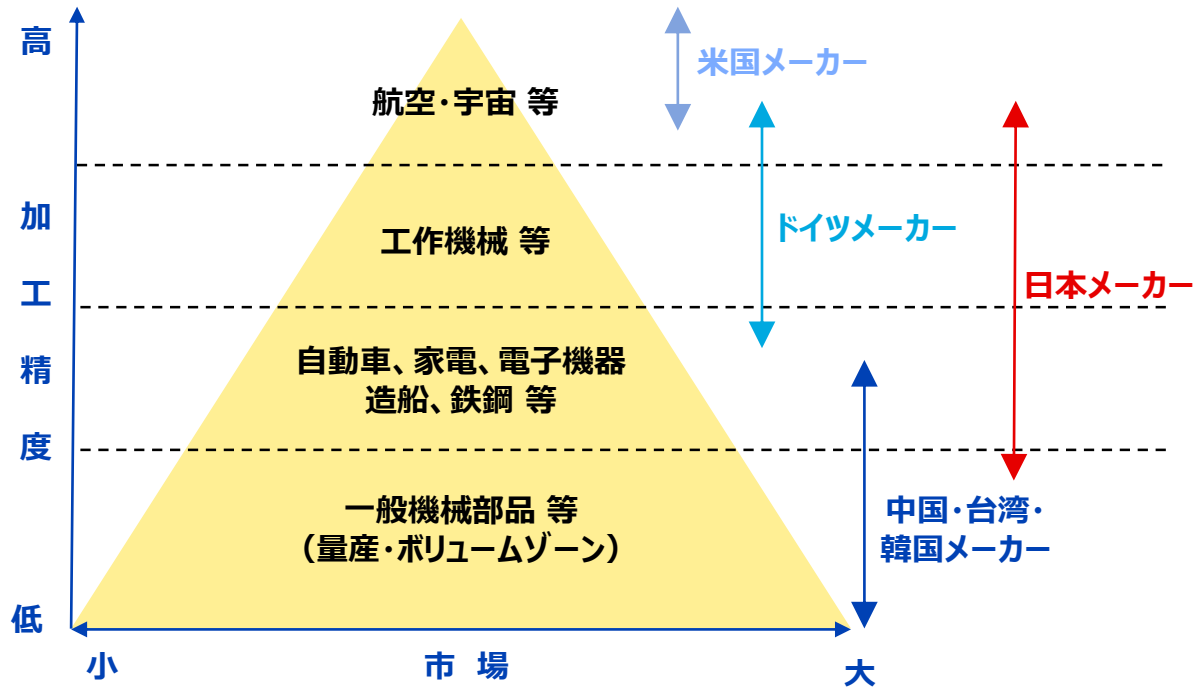 高
加
工
精
度
低
航空・宇宙 等
工作機械 等
自動車、家電、電子機器
造船、鉄鋼 等
一般機械部品 等
（量産・ボリュームゾーン）
米国メーカー
ドイツメーカー
日本メーカー
中国・台湾・
韓国メーカー
小
市 場
大